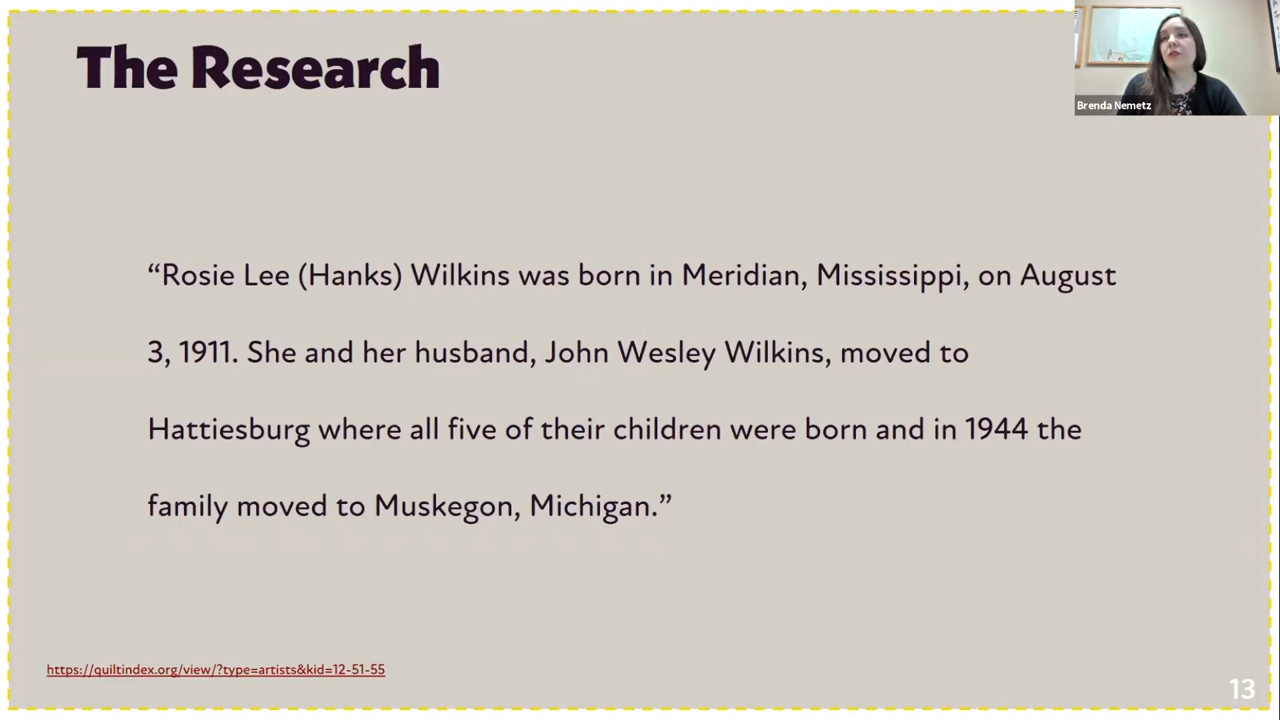 The Research
Brenda Nemetz
“Rosie Lee (Hanks) Wilkins was born in Meridian, Mississippi, on August
3, 1911. She and her husband, John Wesley Wilkins, moved to
Hattiesburg where all five of their children were born and in 1944 the
family moved to Muskegon, Michigan.”
https://quiltindex.org/view/?type=artists&kid=12-51-55
13